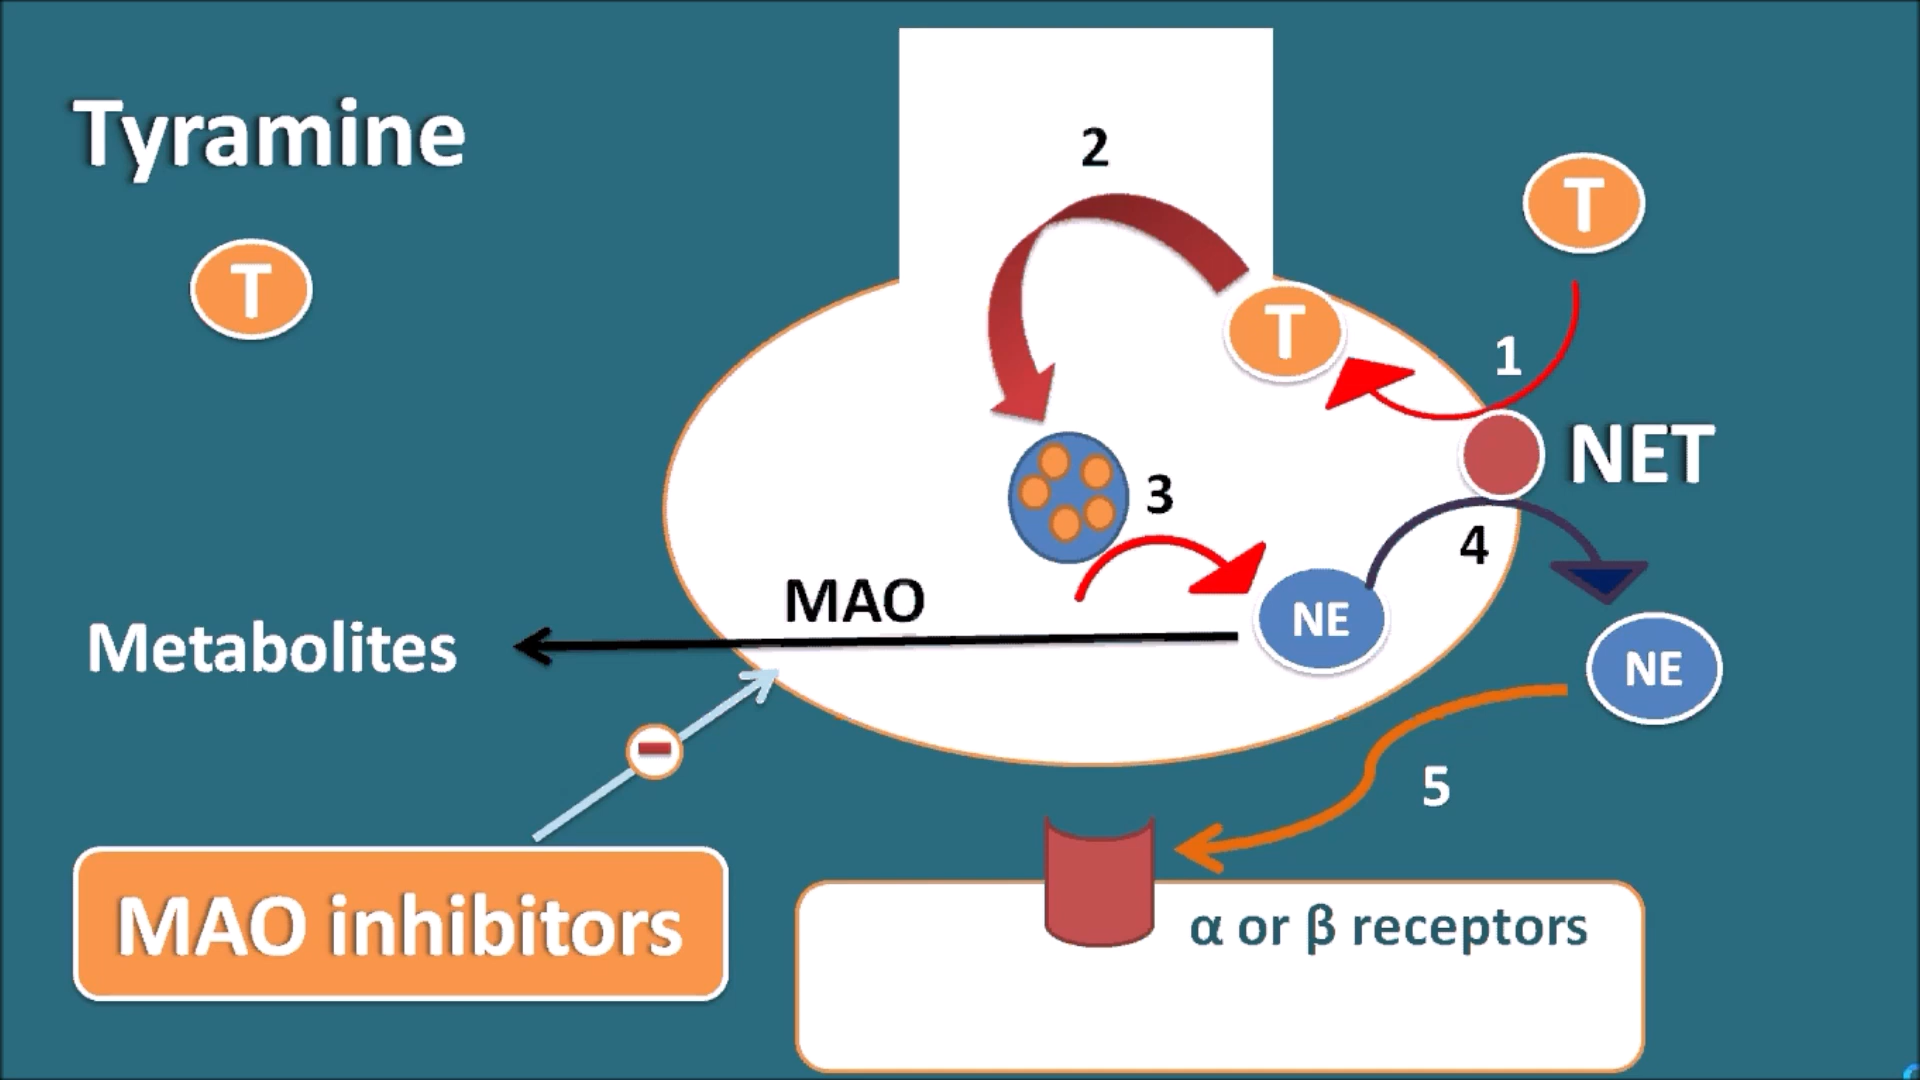 Tyramine
T
2
T
T
1
NET
3
4
MAO
NE
Metabolites
NE
5
MAO inhibitors
α or β receptors